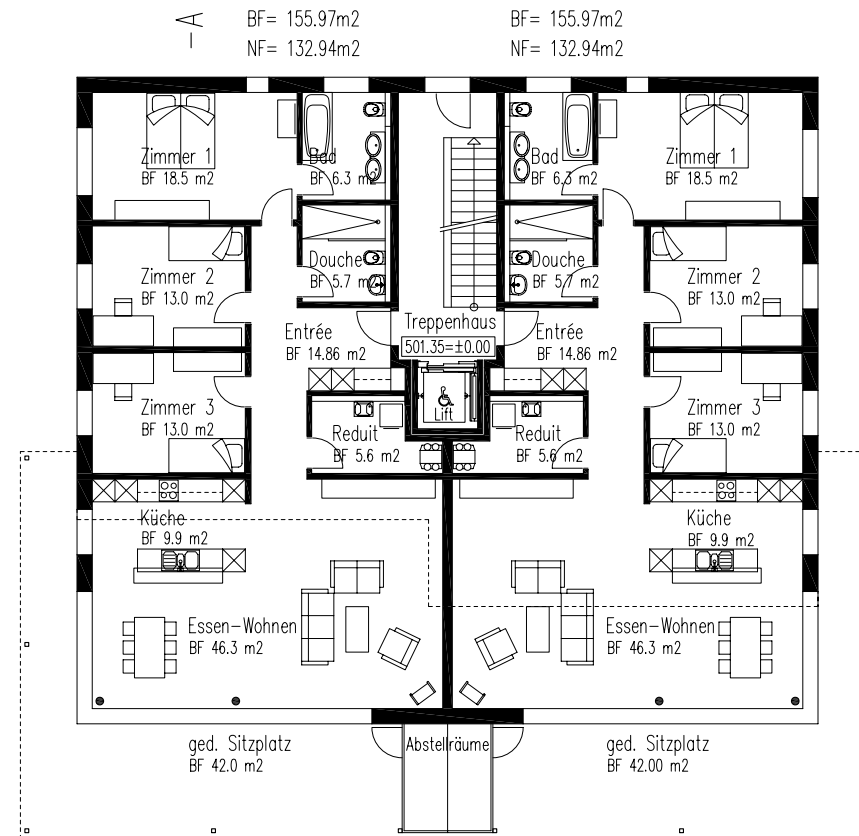 A
BF= 155.97m2
NF= 132.94m2
BF= 155.97m2
NF= 132.94m2
Zimmer 1
BF 18.5 m2
Bad
BF 6.3 m2
Bad
BF 6.3 m2
Zimmer 1
BF 18.5 m2
Zimmer 2
BF 13.0 m2
Douche
BF 5.7 m2
Douche
BF 5.7 m2
Zimmer 2
BF 13.0 m2
Entrée
BF 14.86 m2
Treppenhaus
501.35=±0.00
Entrée
BF 14.86 m2
Zimmer 3
BF 13.0 m2
Lift
Zimmer 3
BF 13.0 m2
Reduit
BF 5.6 m2
Reduit
BF 5.6 m2
Küche
BF 9.9 m2
Küche
BF 9.9 m2
Essen-Wohnen
BF 46.3 m2
Essen-Wohnen
BF 46.3 m2
ged. Sitzplatz
BF 42.0 m2
Abstellräume
ged. Sitzplatz
BF 42.00 m2